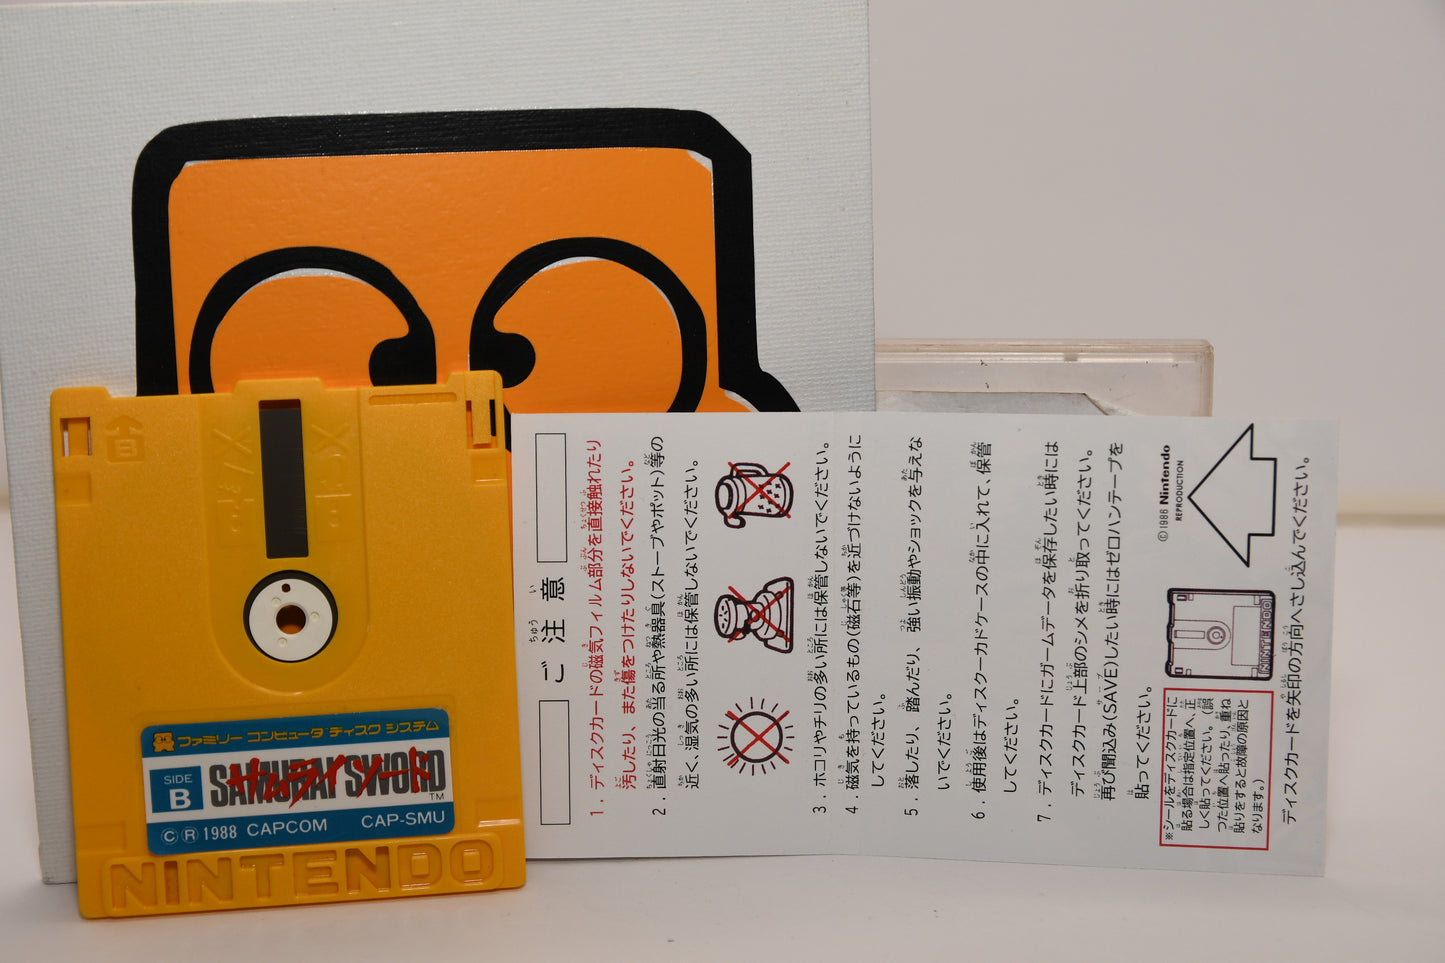 ファミリー コンピュータ ディスク システム
SIDE
B
SAMURAI SWORD
サムライソード
TM
©® 1988 CAPCOM CAP-SMU
NINTENDO
ご注意
1. ディスクカードの磁気フィルム部分を直接触れたり
汚したり、また傷をつけたりしないでください。
2. 直射日光の当る所や熱器具(ストーブやポット)等の
近く、湿気の多い所には保管しないでください。
3. ホコリやチリの多い所には保管しないでください。
4. 磁気を持っているもの(磁石等)を近づけないように
してください。
5. 落したり、踏んだり、強い振動やショックを与えな
いでください。
6. 使用後はディスクーカードケースの中に入れて、保管
してください。
7. ディスクカードにガームデータを保存したい時には
ディスクカード上部のシメを折り取ってください。
再び聞込み(SAVE)したい時にはゼロハンテープを
貼ってください。
©1986 Nintendo
REPRODUCTION
NINTENDO
※シールをディスクカードに
貼る場合は指定位置へ、正
しく貼ってください。(誤
つた位置へ貼ったり、重ね
貼りをすると故障の原因と
なります。)
ディスクカードを矢印の方向へさし込んでください。